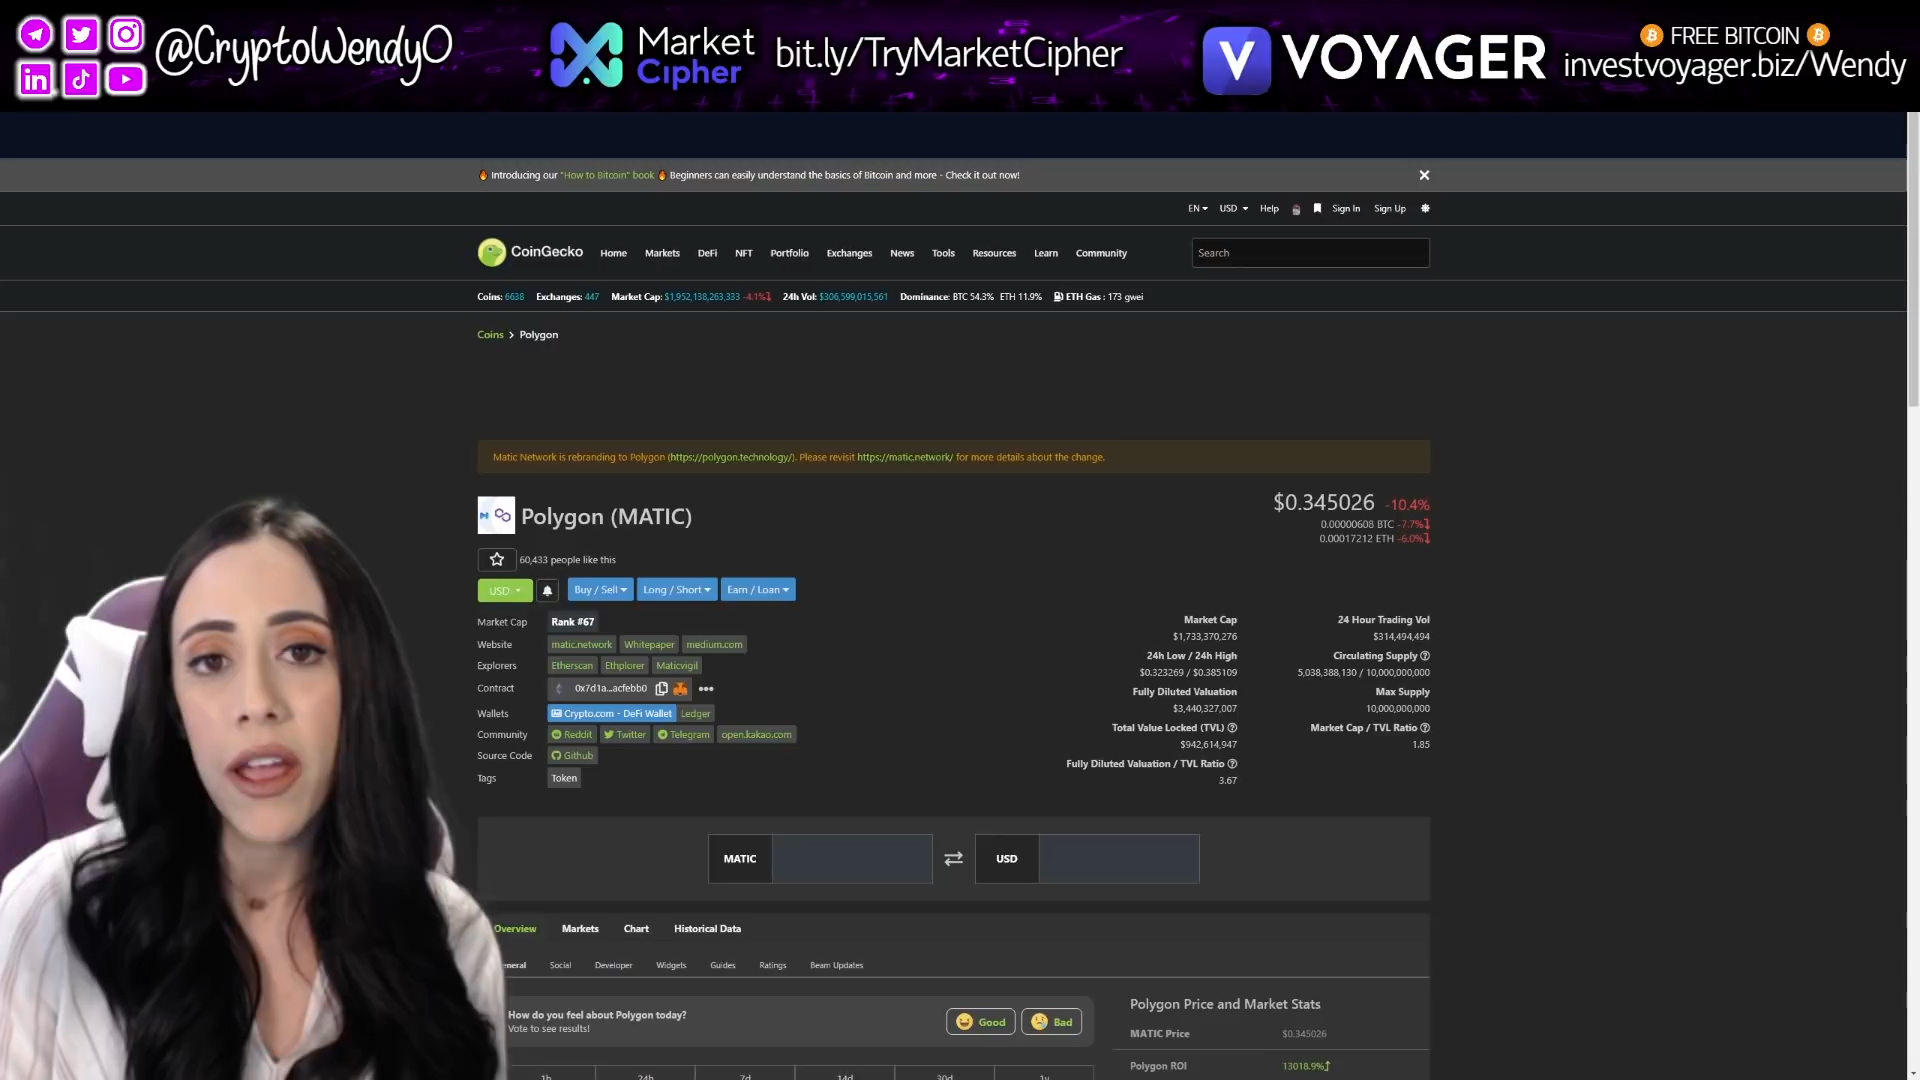 @CryptoWendyO
Market Cipher
bit.ly/TryMarketCipher
VOYAGER
FREE BITCOIN
investvoyager.biz/Wendy
Introducing our "How to Bitcoin" book Beginners can easily understand the basics of Bitcoin and more - Check it out now!
EN USD Help Sign In Sign Up
CoinGecko Home Markets DeFi NFT Portfolio Exchanges News Tools Resources Learn Community Search
Coins: 6638 Exchanges: 447 Market Cap: $1,952,138,263,333 -4.1% 24h Vol: $306,599,015,561 Dominance: BTC 54.3% ETH 11.9% ETH Gas : 173 gwei
Coins > Polygon
Matic Network is rebranding to Polygon (https://polygon.technology/). Please revisit https://matic.network/ for more details about the change.
Polygon (MATIC)
$0.345026 -10.4%
0.00000608 BTC -7.7%
0.00017212 ETH -6.0%
60,433 people like this
USD Buy / Sell Long / Short Earn / Loan
Market Cap Rank #67
Website matic.network Whitepaper medium.com
Explorers Etherscan Ethplorer Maticvigil
Contract 0x7d1a...acfebb0
Wallets Crypto.com - DeFi Wallet Ledger
Community Reddit Twitter Telegram open.kakao.com
Source Code Github
Tags Token
Market Cap
$1,733,370,276
24h Low / 24h High
$0.323269 / $0.385109
Fully Diluted Valuation
$3,440,327,007
Total Value Locked (TVL)
$942,614,947
Fully Diluted Valuation / TVL Ratio
3.67
24 Hour Trading Vol
$314,494,494
Circulating Supply
5,038,388,130 / 10,000,000,000
Max Supply
10,000,000,000
Market Cap / TVL Ratio
1.85
MATIC USD
Overview Markets Chart Historical Data
eneral Social Developer Widgets Guides Ratings Beam Updates
How do you feel about Polygon today?
Vote to see results!
Good Bad
Polygon Price and Market Stats
MATIC Price $0.345026
Polygon ROI 13018.9%
1h 24h 7d 14d 30d 1y